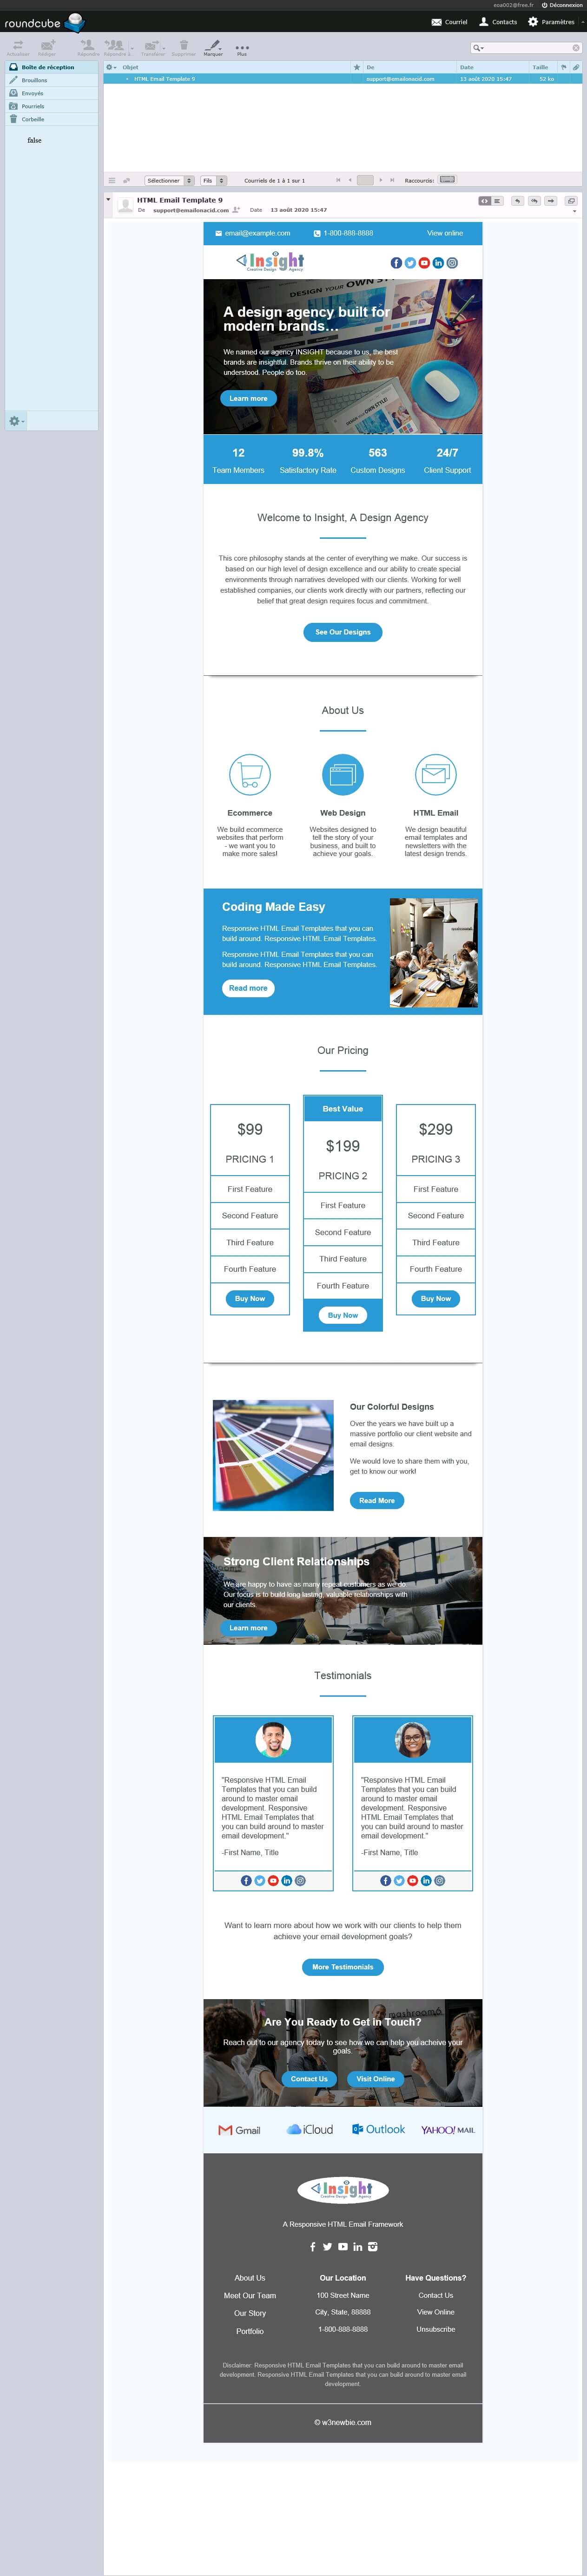 eoa002@free.fr Déconnexion
roundcube Courriel Contacts Paramètres
Actualiser Rédiger Répondre Répondre à... Transférer Supprimer Marquer Plus
Boîte de réception
Brouillons
Envoyés
Pourriels
Corbeille
false
Objet De Date Taille
HTML Email Template 9 support@emailonacid.com 13 août 2020 15:47 52 ko
Sélectionner Fils Courriels de 1 à 1 sur 1 Raccourcis:
HTML Email Template 9
De support@emailonacid.com Date 13 août 2020 15:47
email@example.com 1-800-888-8888 View online
Insight
Creative Design Agency
A design agency built for
modern brands…
We named our agency INSIGHT because to us, the best
brands are insightful. Brands thrive on their ability to be
understood. People do too.
Learn more
12 99.8% 563 24/7
Team Members Satisfactory Rate Custom Designs Client Support
Welcome to Insight, A Design Agency
This core philosophy stands at the center of everything we make. Our success is
based on our high level of design excellence and our ability to create special
environments through narratives developed with our clients. Working for well
established companies, our clients work directly with our partners, reflecting our
belief that great design requires focus and commitment.
See Our Designs
About Us
Ecommerce Web Design HTML Email
We build ecommerce Websites designed to We design beautiful
websites that perform tell the story of your email templates and
- we want you to business, and built to newsletters with the
make more sales! achieve your goals. latest design trends.
Coding Made Easy
Responsive HTML Email Templates that you can
build around. Responsive HTML Email Templates.
Responsive HTML Email Templates that you can
build around. Responsive HTML Email Templates.
Read more
Our Pricing
Best Value
$99 $199 $299
PRICING 1 PRICING 2 PRICING 3
First Feature First Feature First Feature
Second Feature Second Feature Second Feature
Third Feature Third Feature Third Feature
Fourth Feature Fourth Feature Fourth Feature
Buy Now Buy Now Buy Now
Our Colorful Designs
Over the years we have built up a
massive portfolio our client website and
email designs.
We would love to share them with you,
get to know our work!
Read More
Strong Client Relationships
We are happy to have as many repeat customers as we do.
Our focus is to build long lasting, valuable relationships with
our clients.
Learn more
Testimonials
"Responsive HTML Email "Responsive HTML Email
Templates that you can build Templates that you can build
around to master email around to master email
development. Responsive development. Responsive
HTML Email Templates that HTML Email Templates that
you can build around to master you can build around to master
email development." email development."
-First Name, Title -First Name, Title
Want to learn more about how we work with our clients to help them
achieve your email development goals?
More Testimonials
Are You Ready to Get in Touch?
Reach out to our agency today to see how we can help you acheive your
goals.
Contact Us Visit Online
Gmail iCloud Outlook YAHOO! MAIL
Insight
Creative Design Agency
A Responsive HTML Email Framework
About Us Our Location Have Questions?
Meet Our Team 100 Street Name Contact Us
Our Story City, State, 88888 View Online
Portfolio 1-800-888-8888 Unsubscribe
Disclaimer: Responsive HTML Email Templates that you can build around to master email
development. Responsive HTML Email Templates that you can build around to master email
development.
© w3newbie.com